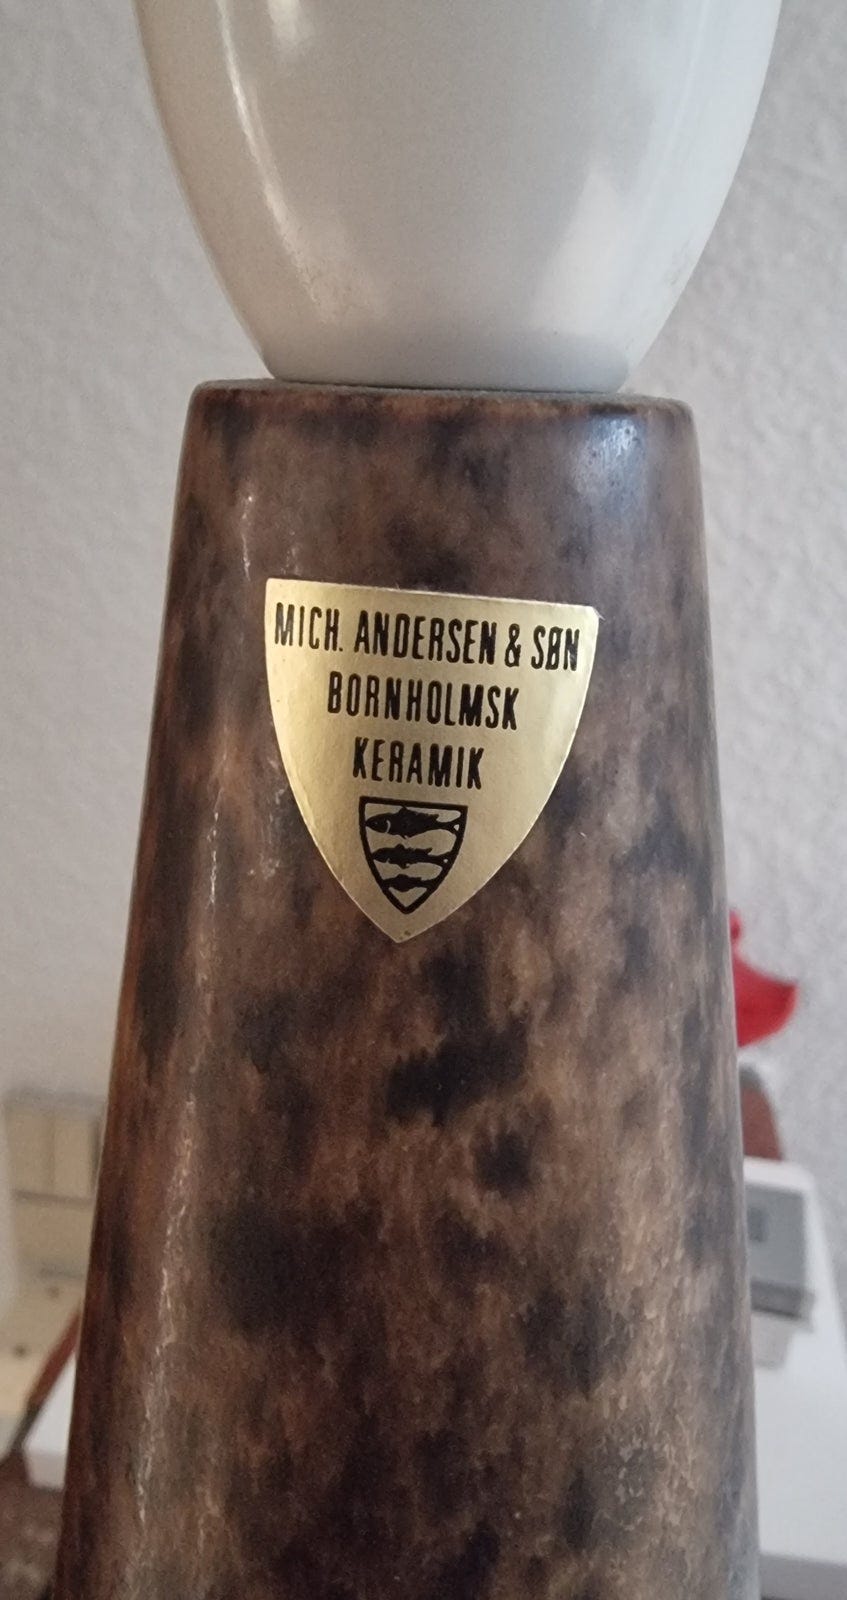 MICH. ANDERSEN & SØN
BORNHOLMSK
KERAMIK